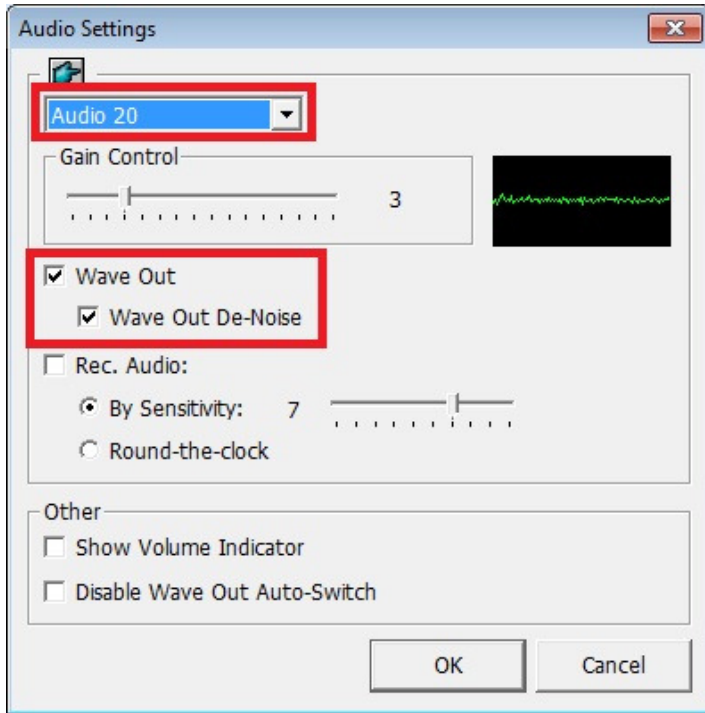 Audio Settings
Audio 20
Gain Control
3
Wave Out
Wave Out De-Noise
Rec. Audio:
By Sensitivity: 7
Round-the-clock
Other
Show Volume Indicator
Disable Wave Out Auto-Switch
OK Cancel